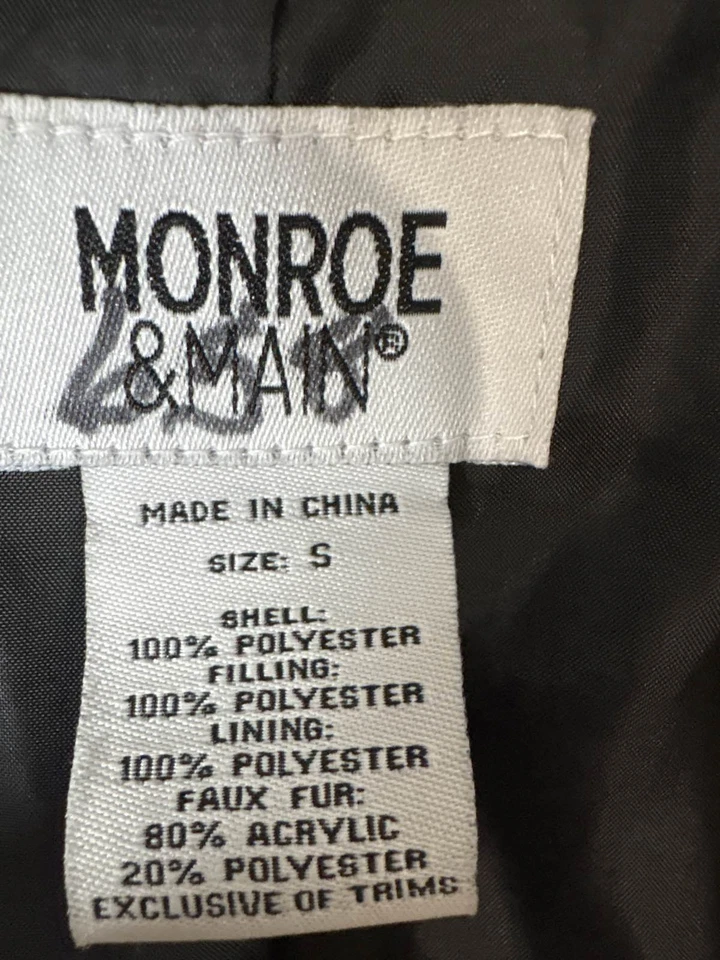 MONROE
&MAIN®
MADE IN CHINA
SIZE: S
SHELL:
100% POLYESTER
FILLING:
100% POLYESTER
LINING:
100% POLYESTER
FAUX FUR:
80% ACRYLIC
20% POLYESTER
EXCLUSIVE OF TRIMS